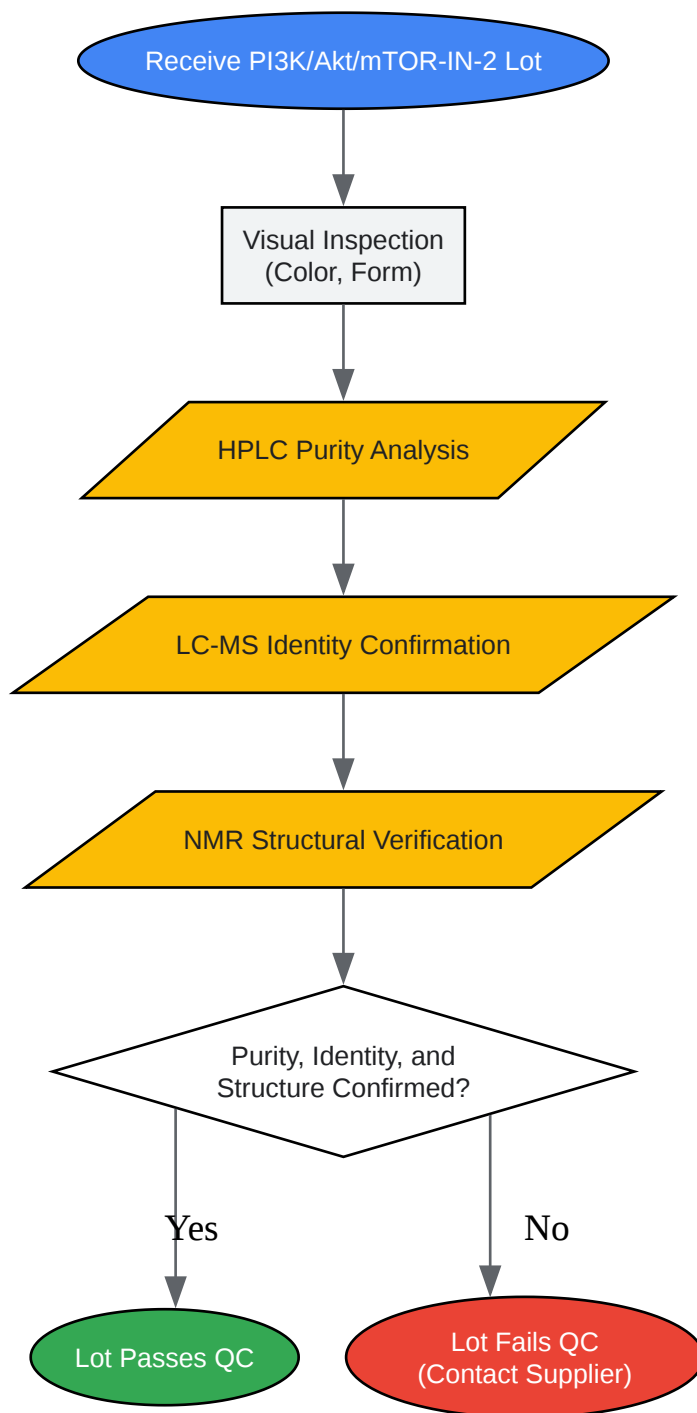 Receive PI3K/Akt/mTOR-IN-2 Lot
Visual Inspection
(Color, Form)
HPLC Purity Analysis
LC-MS Identity Confirmation
NMR Structural Verification
Purity, Identity, and
Structure Confirmed?
Yes
No
Lot Passes QC
Lot Fails QC
(Contact Supplier)